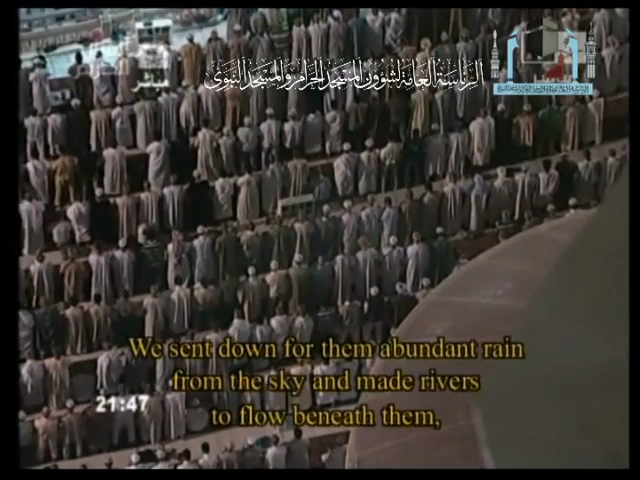 الرئاسة العامة لشؤون المسجد الحرام والمسجد النبوي
مباشر
We sent down for them abundant rain
from the sky and made rivers
to flow beneath them,
21:47